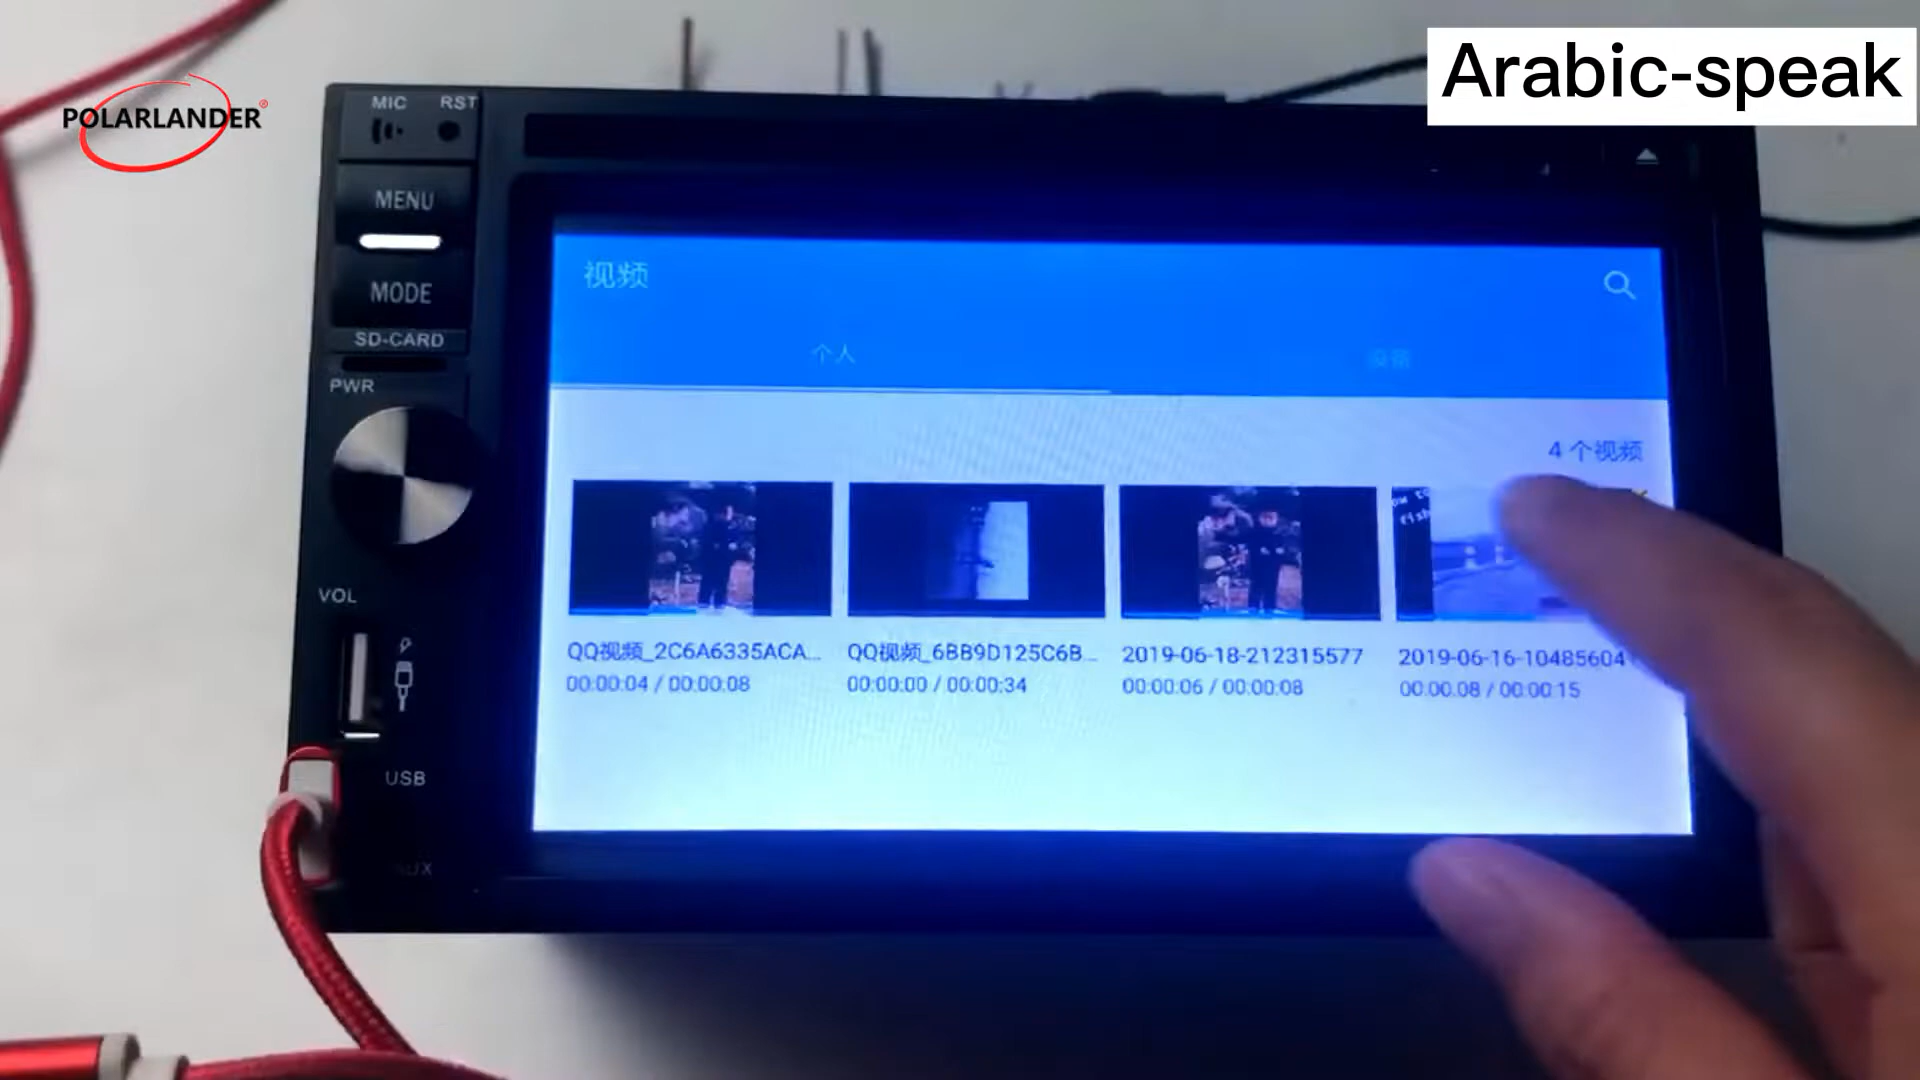 Arabic-speak
POLARLANDER®
MIC RST
MENU
MODE
SD-CARD
PWR
VOL
USB
AUX
视频
个人 设备
4 个视频
QQ视频_2C6A6335ACA...
00:00:04 / 00:00:08
QQ视频_6BB9D125C6B...
00:00:00 / 00:00:34
2019-06-18-212315577
00:00:06 / 00:00:08
2019-06-16-10485604
00:00:08 / 00:00:15